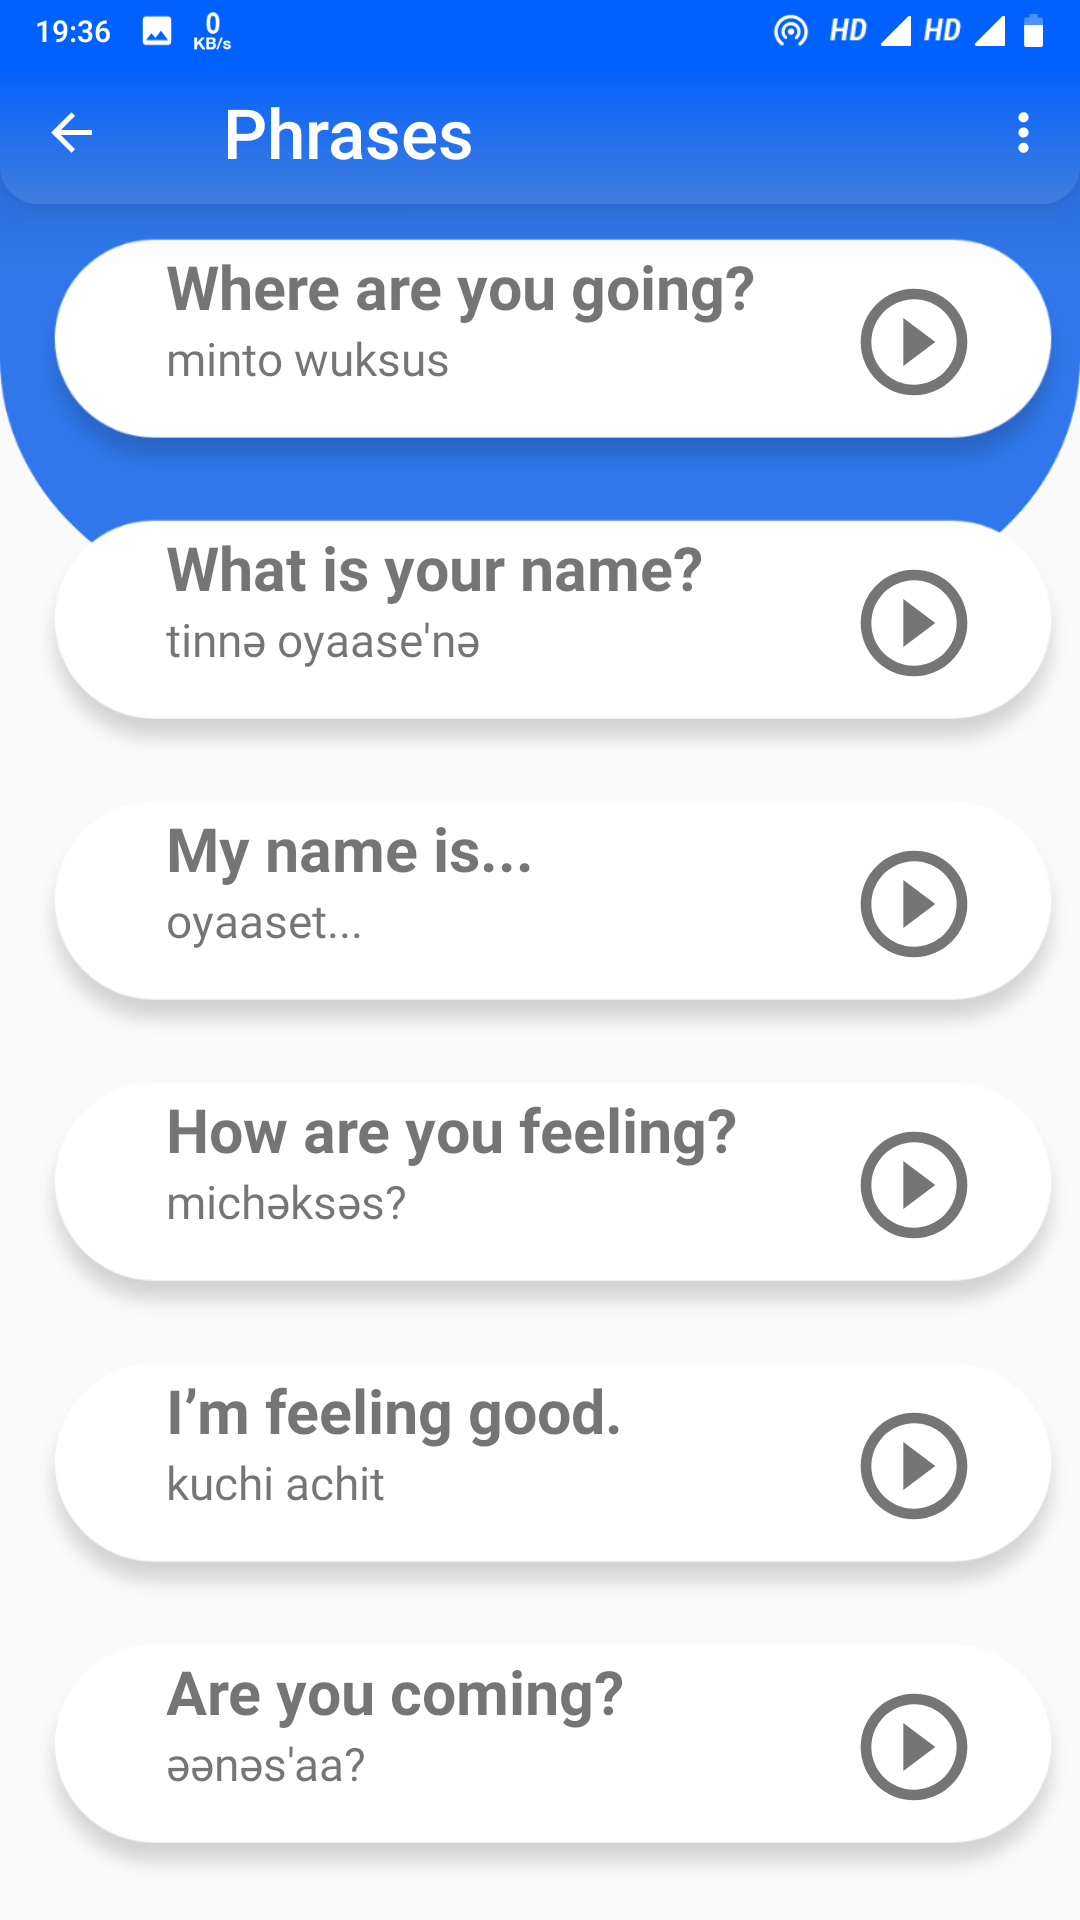 19:36 0 KB/s HD HD
Phrases
Where are you going?
minto wuksus
What is your name?
tinnə oyaase'nə
My name is...
oyaaset...
How are you feeling?
michəksəs?
I’m feeling good.
kuchi achit
Are you coming?
əənəs'aa?